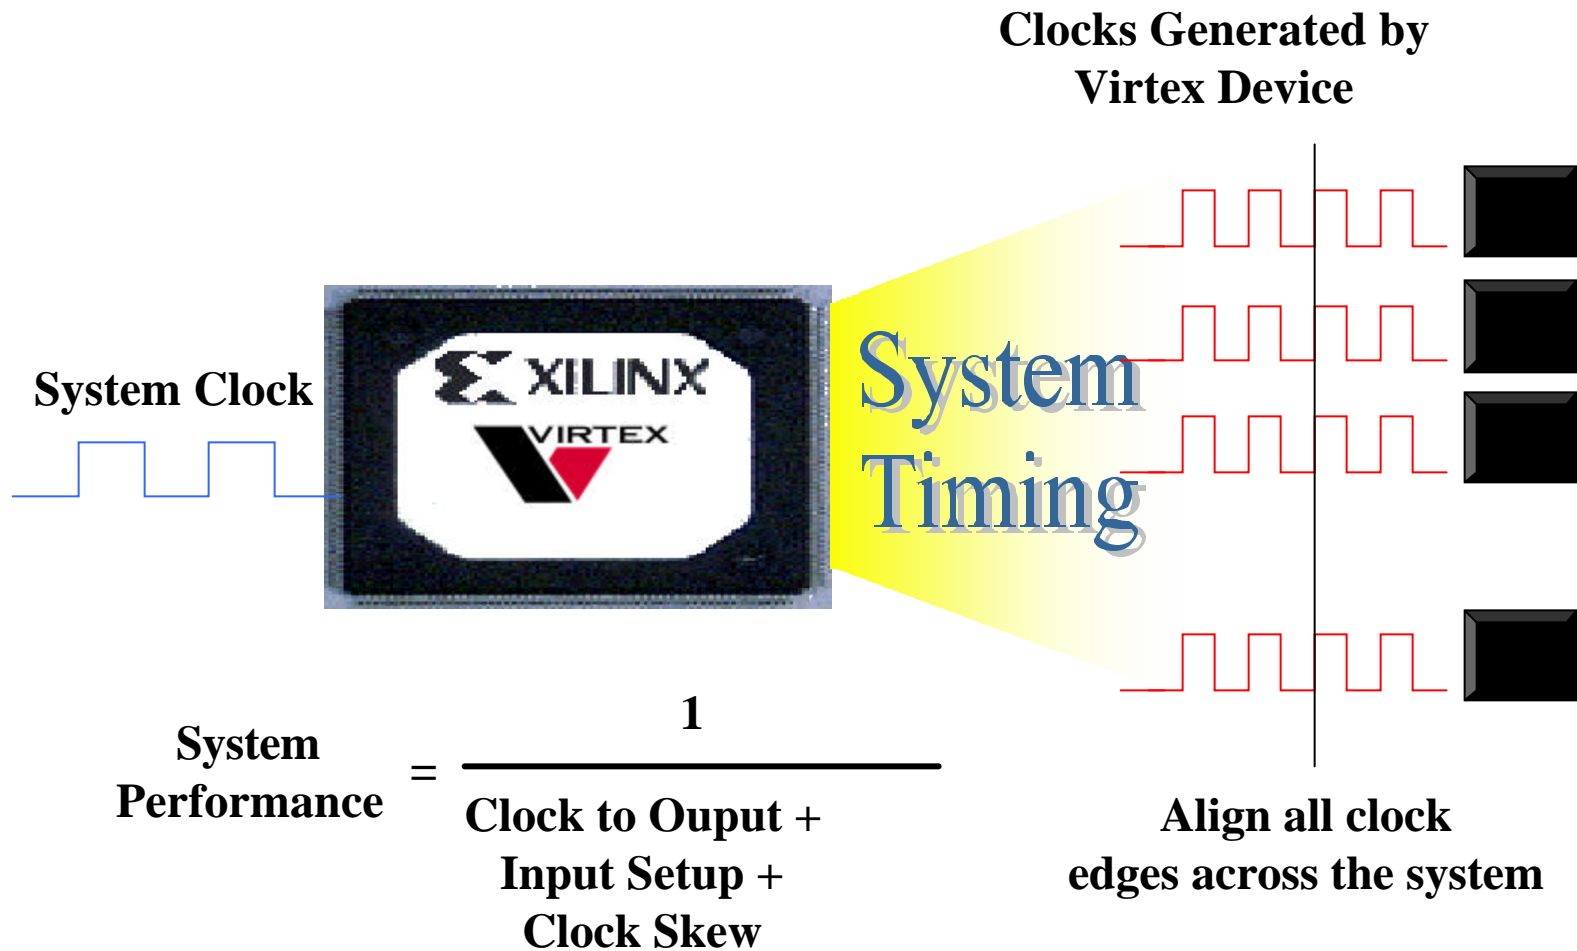 Clocks Generated by
Virtex Device
System Clock
XILINX
VIRTEX
System
Timing
System
Performance
=
1
Clock to Ouput +
Input Setup +
Clock Skew
Align all clock
edges across the system